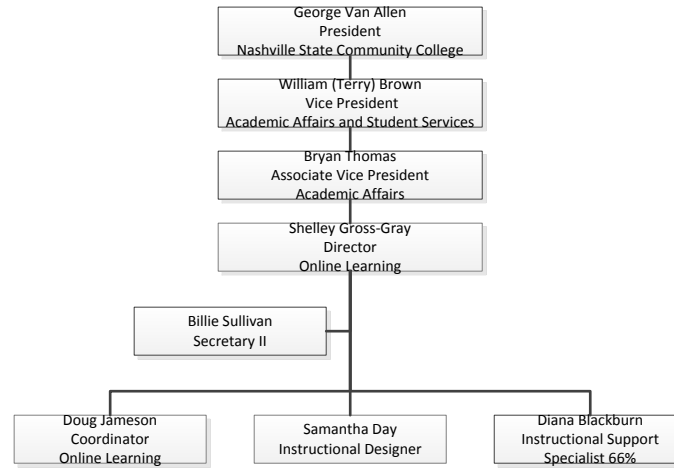 George Van Allen
President
Nashville State Community College
William (Terry) Brown
Vice President
Academic Affairs and Student Services
Bryan Thomas
Associate Vice President
Academic Affairs
Shelley Gross-Gray
Director
Online Learning
Billie Sullivan
Secretary II
Doug Jameson
Coordinator
Online Learning
Samantha Day
Instructional Designer
Diana Blackburn
Instructional Support
Specialist 66%